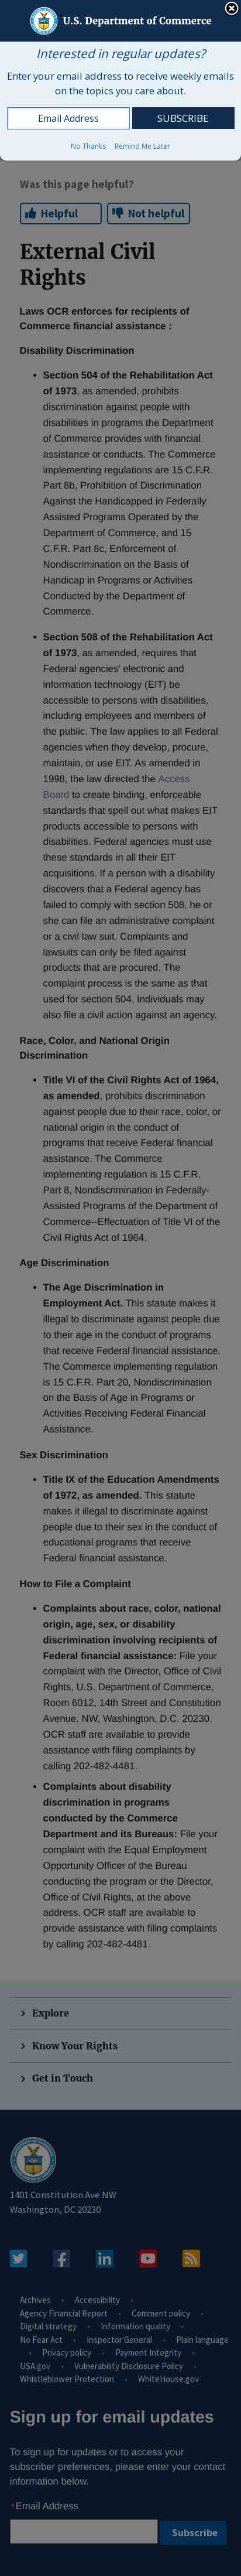 U.S. Department of Commerce
Interested in regular updates?
Enter your email address to receive weekly emails
on the topics you care about.
Email Address
SUBSCRIBE
No Thanks
Remind Me Later
Was this page helpful?
Helpful
Not helpful
External Civil
Rights
Laws OCR enforces for recipients of
Commerce financial assistance :
Disability Discrimination
• Section 504 of the Rehabilitation Act
of 1973, as amended, prohibits
discrimination against people with
disabilities in programs the Department
of Commerce provides with financial
assistance or conducts. The Commerce
implementing regulations are 15 C.F.R.
Part 8b, Prohibition of Discrimination
Against the Handicapped in Federally
Assisted Programs Operated by the
Department of Commerce, and 15
C.F.R. Part 8c, Enforcement of
Nondiscrimination on the Basis of
Handicap in Programs or Activities
Conducted by the Department of
Commerce.
• Section 508 of the Rehabilitation Act
of 1973, as amended, requires that
Federal agencies' electronic and
information technology (EIT) be
accessible to persons with disabilities,
including employees and members of
the public. The law applies to all Federal
agencies when they develop, procure,
maintain, or use EIT. As amended in
1998, the law directed the Access
Board to create binding, enforceable
standards that spell out what makes EIT
products accessible to persons with
disabilities. Federal agencies must use
these standards in all their EIT
acquisitions. If a person with a disability
discovers that a Federal agency has
failed to comply with section 508, he or
she can file an administrative complaint
or a civil law suit. Complaints and
lawsuits can only be filed against
products that are procured. The
complaint process is the same as that
used for section 504. Individuals may
also file a civil action against an agency.
Race, Color, and National Origin
Discrimination
• Title VI of the Civil Rights Act of 1964,
as amended, prohibits discrimination
against people due to their race, color, or
national origin in the conduct of
programs that receive Federal financial
assistance. The Commerce
implementing regulation is 15 C.F.R.
Part 8, Nondiscrimination in Federally-
Assisted Programs of the Department of
Commerce--Effectuation of Title VI of the
Civil Rights Act of 1964.
Age Discrimination
• The Age Discrimination in
Employment Act. This statute makes it
illegal to discriminate against people due
to their age in the conduct of programs
that receive Federal financial assistance.
The Commerce implementing regulation
is 15 C.F.R. Part 20, Nondiscrimination
on the Basis of Age in Programs or
Activities Receiving Federal Financial
Assistance.
Sex Discrimination
• Title IX of the Education Amendments
of 1972, as amended. This statute
makes it illegal to discriminate against
people due to their sex in the conduct of
educational programs that receive
Federal financial assistance.
How to File a Complaint
• Complaints about race, color, national
origin, age, sex, or disability
discrimination involving recipients of
Federal financial assistance: File your
complaint with the Director, Office of Civil
Rights, U.S. Department of Commerce,
Room 6012, 14th Street and Constitution
Avenue, NW, Washington, D.C. 20230.
OCR staff are available to provide
assistance with filing complaints by
calling 202-482-4481.
• Complaints about disability
discrimination in programs
conducted by the Commerce
Department and its Bureaus: File your
complaint with the Equal Employment
Opportunity Officer of the Bureau
conducting the program or the Director,
Office of Civil Rights, at the above
address. OCR staff are available to
provide assistance with filing complaints
by calling 202-482-4481.
Explore
Know Your Rights
Get in Touch
1401 Constitution Ave NW
Washington, DC 20230
Archives • Accessibility •
Agency Financial Report • Comment policy •
Digital strategy • Information quality •
No Fear Act • Inspector General • Plain language
• Privacy policy • Payment Integrity •
USA.gov • Vulnerability Disclosure Policy •
Whistleblower Protection • WhiteHouse.gov
Sign up for email updates
To sign up for updates or to access your
subscriber preferences, please enter your contact
information below.
*Email Address
Subscribe